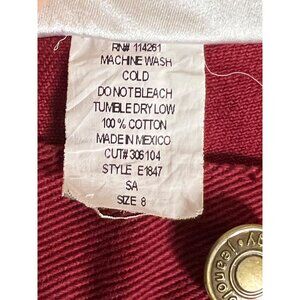 RN# 114261
MACHINE WASH
COLD
DO NOT BLEACH
TUMBLE DRY LOW
100% COTTON
MADE IN MEXICO
CUT# 306104
STYLE E1847
SA
SIZE 8